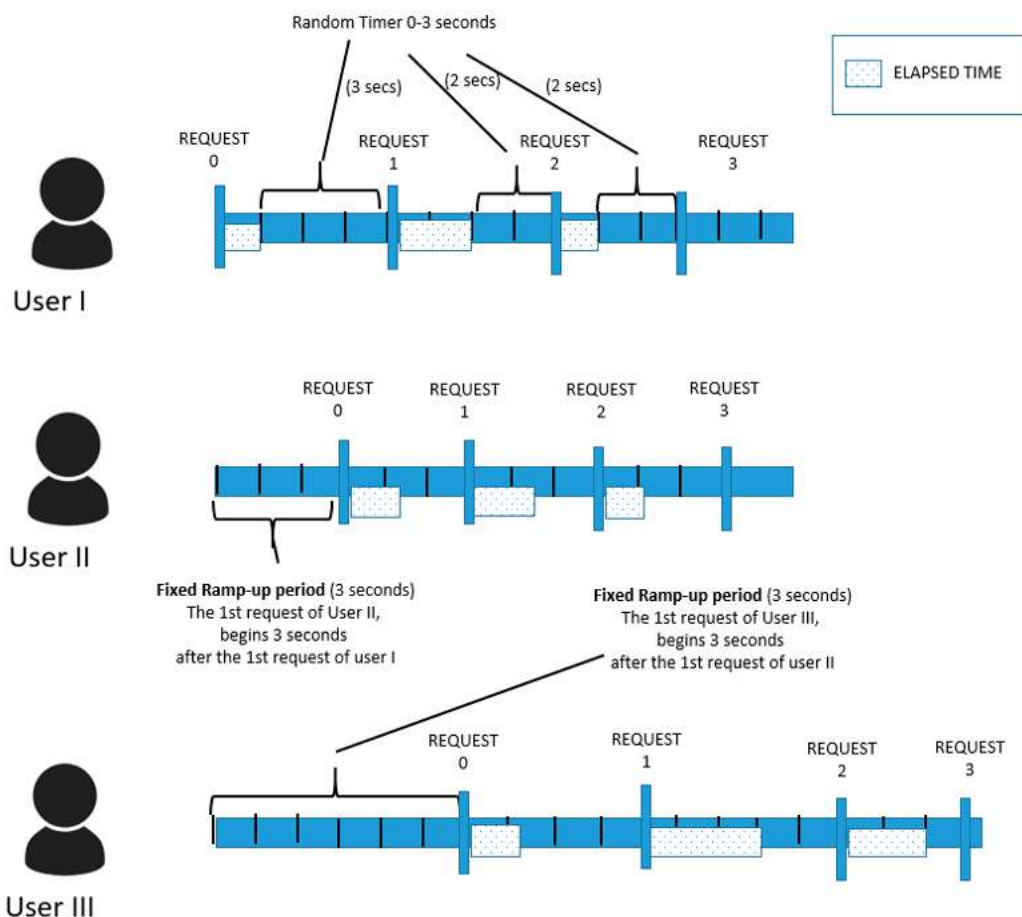 Random Timer 0-3 seconds
ELAPSED TIME
(3 secs)
(2 secs)
(2 secs)
REQUEST
0
REQUEST
1
REQUEST
2
REQUEST
3
User I
REQUEST
0
REQUEST
1
REQUEST
2
REQUEST
3
User II
Fixed Ramp-up period (3 seconds)
The 1st request of User II,
begins 3 seconds
after the 1st request of user I
Fixed Ramp-up period (3 seconds)
The 1st request of User III,
begins 3 seconds
after the 1st request of user II
REQUEST
0
REQUEST
1
REQUEST
2
REQUEST
3
User III